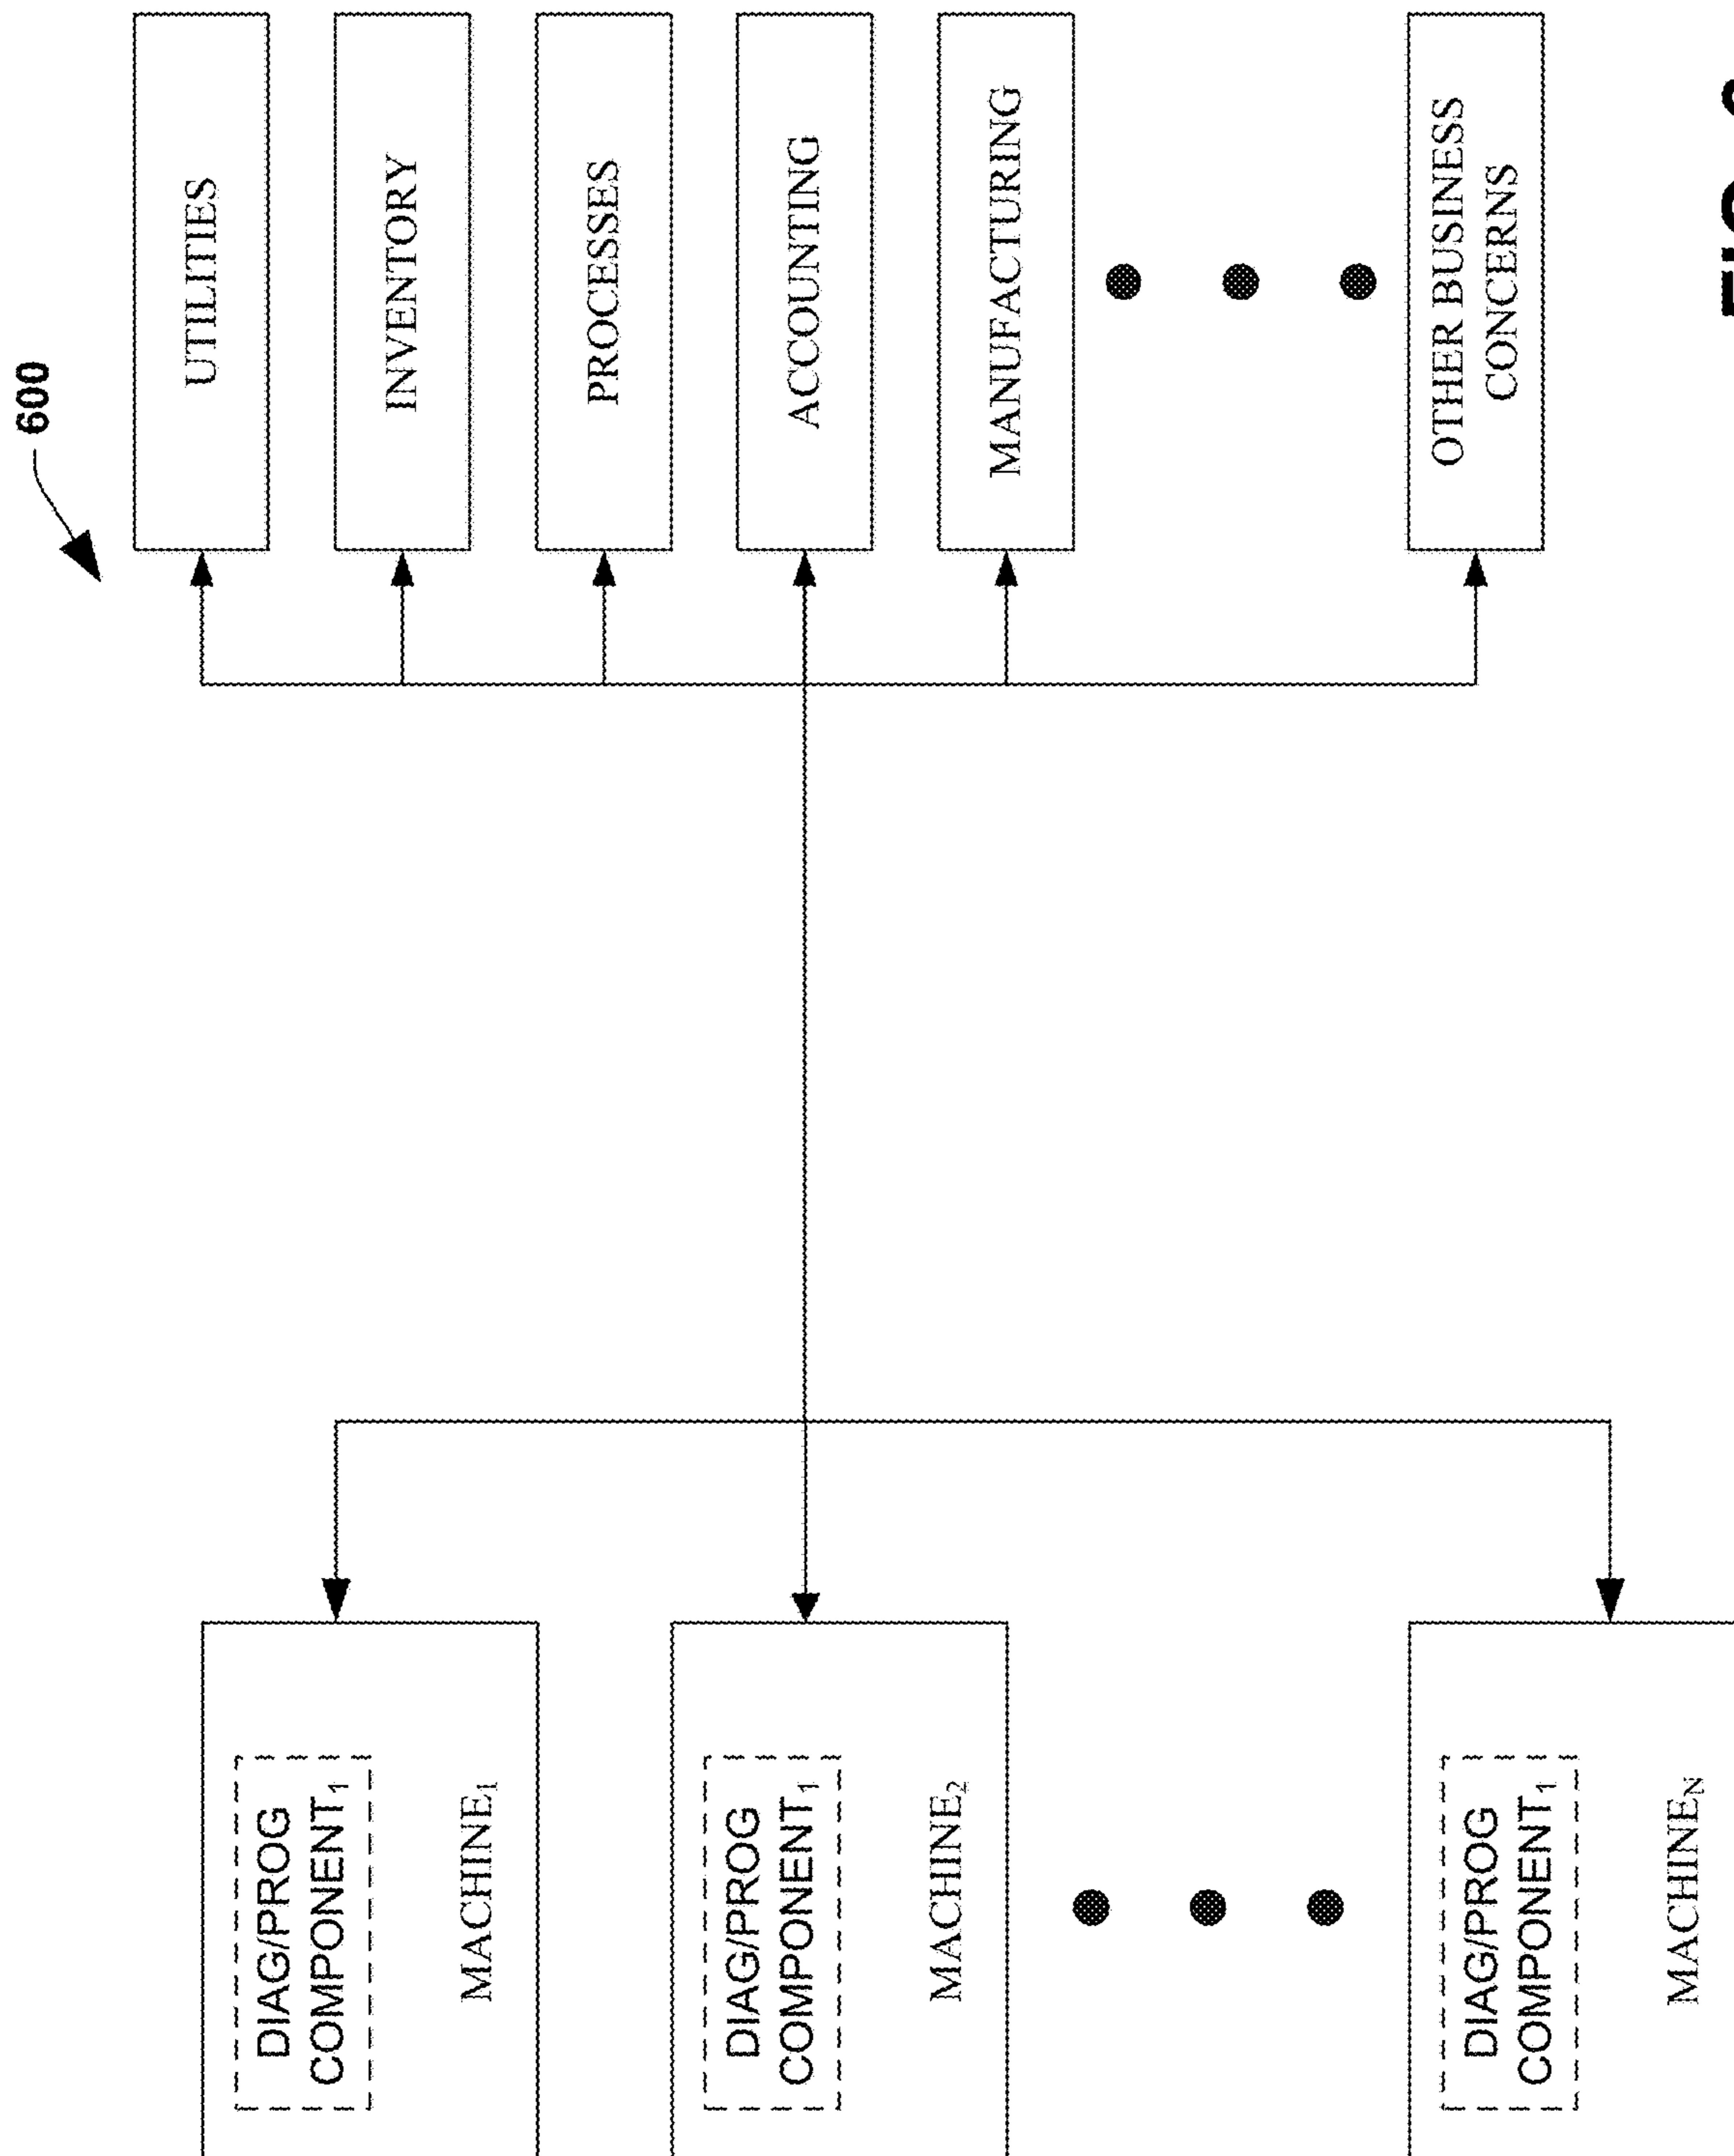 600
UTILITIES
INVENTORY
PROCESSES
ACCOUNTING
MANUFACTURING
OTHER BUSINESS
CONCERNS
DIAG/PROG
COMPONENT₁
MACHINE₁
DIAG/PROG
COMPONENT₁
MACHINE₂
DIAG/PROG
COMPONENT₁
MACHINE_N